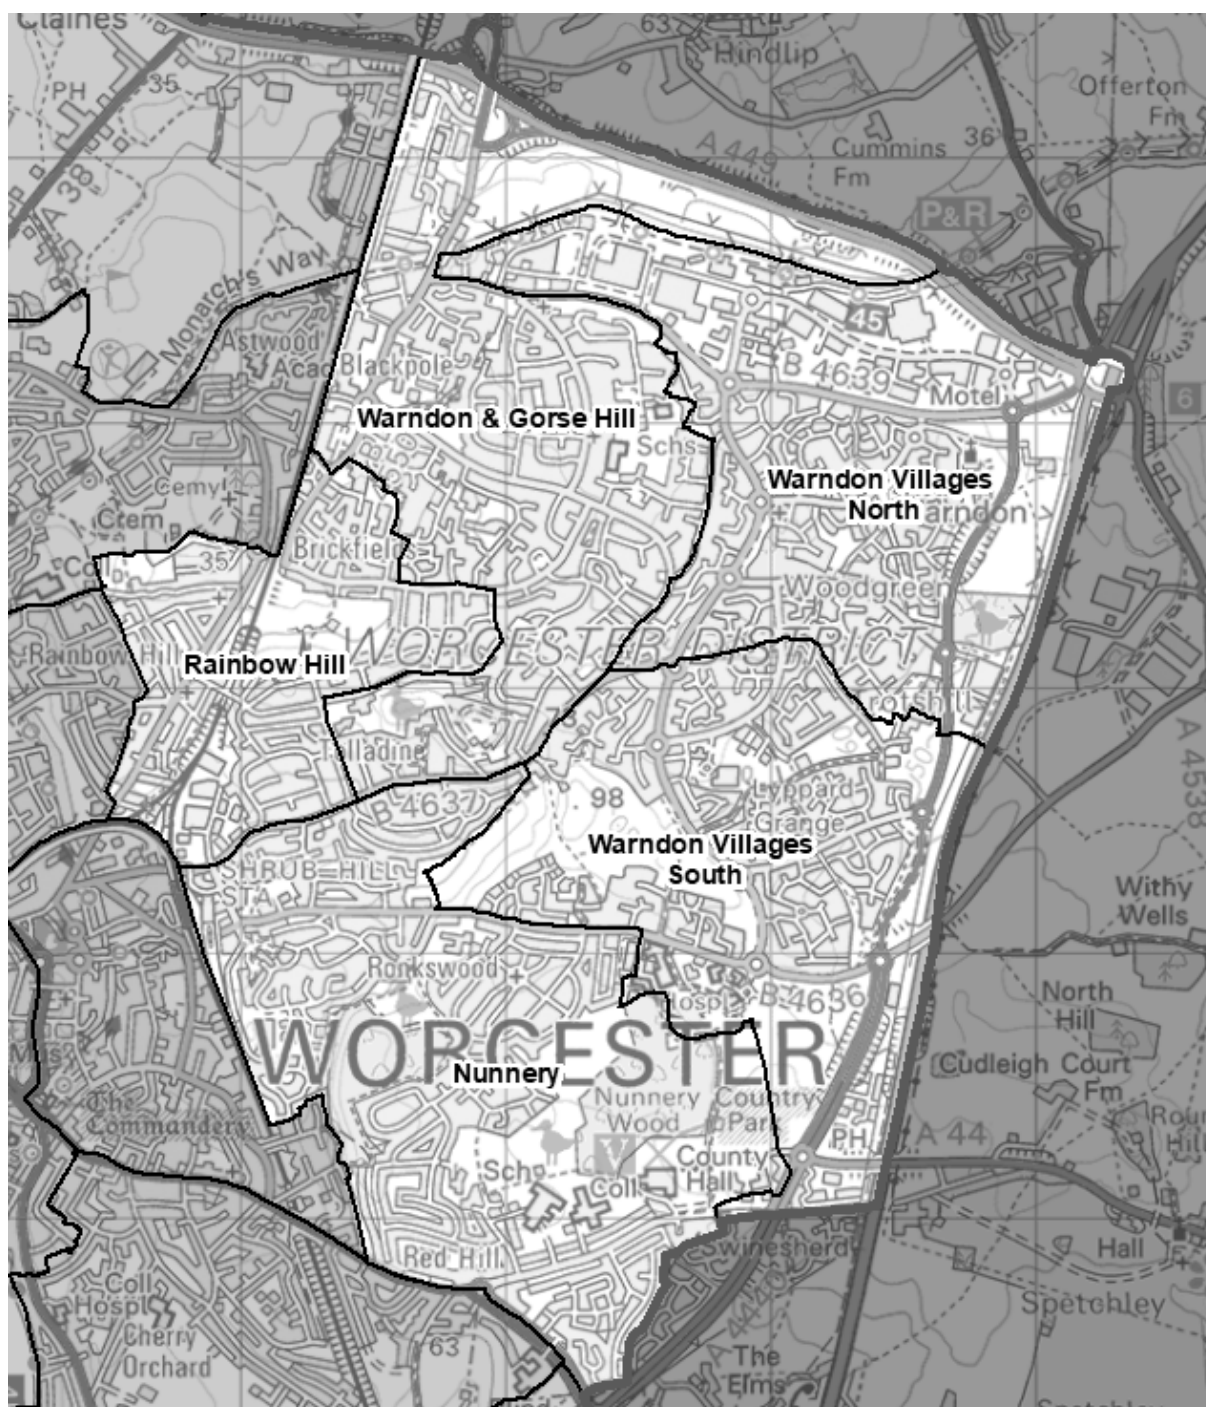 Claines
63
Hindlip
PH
35
Offerton
Fm
A 449
36
Cummins
Fm
A 38
P&R
Monarch's Way
45
Astwood
Blackpole
B 4639
Motel
6
Warndon & Gorse Hill
Schs
Warndon Villages
North
Cemy
Crem
Brickfields
35
Woodgreen
Rainbow Hill
WORCESTER DISTRICT
Rainbow Hill
Trotshill
Tolladine
A 4538
98
Lyppard
Grange
B 4637
Warndon Villages
South
SHRUB HILL
STA
Withy
Wells
Ronkswood
Hospl
B 4636
North
Hill
WORCESTER
Nunnery
Cudleigh Court
Fm
Nunnery
Wood
Country
Park
The
Commandery
PH
A 44
V
County
Hall
Sch
Coll
Red Hill
Swinesherd
Hall
Coll
Hospl
Spetchley
Cherry
Orchard
63
A 4440
The
Elms